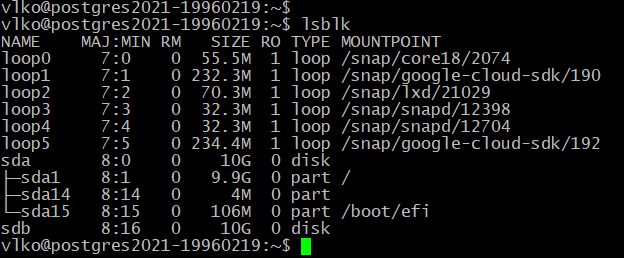 vlko@postgres2021-19960219:~$
vlko@postgres2021-19960219:~$ lsblk
NAME    MAJ:MIN RM   SIZE RO TYPE MOUNTPOINT
loop0     7:0    0  55.5M  1 loop /snap/core18/2074
loop1     7:1    0 232.3M  1 loop /snap/google-cloud-sdk/190
loop2     7:2    0  70.3M  1 loop /snap/lxd/21029
loop3     7:3    0  32.3M  1 loop /snap/snapd/12398
loop4     7:4    0  32.3M  1 loop /snap/snapd/12704
loop5     7:5    0 234.4M  1 loop /snap/google-cloud-sdk/192
sda       8:0    0    10G  0 disk
├─sda1    8:1    0   9.9G  0 part /
├─sda14   8:14   0     4M  0 part
└─sda15   8:15   0   106M  0 part /boot/efi
sdb       8:16   0    10G  0 disk
vlko@postgres2021-19960219:~$